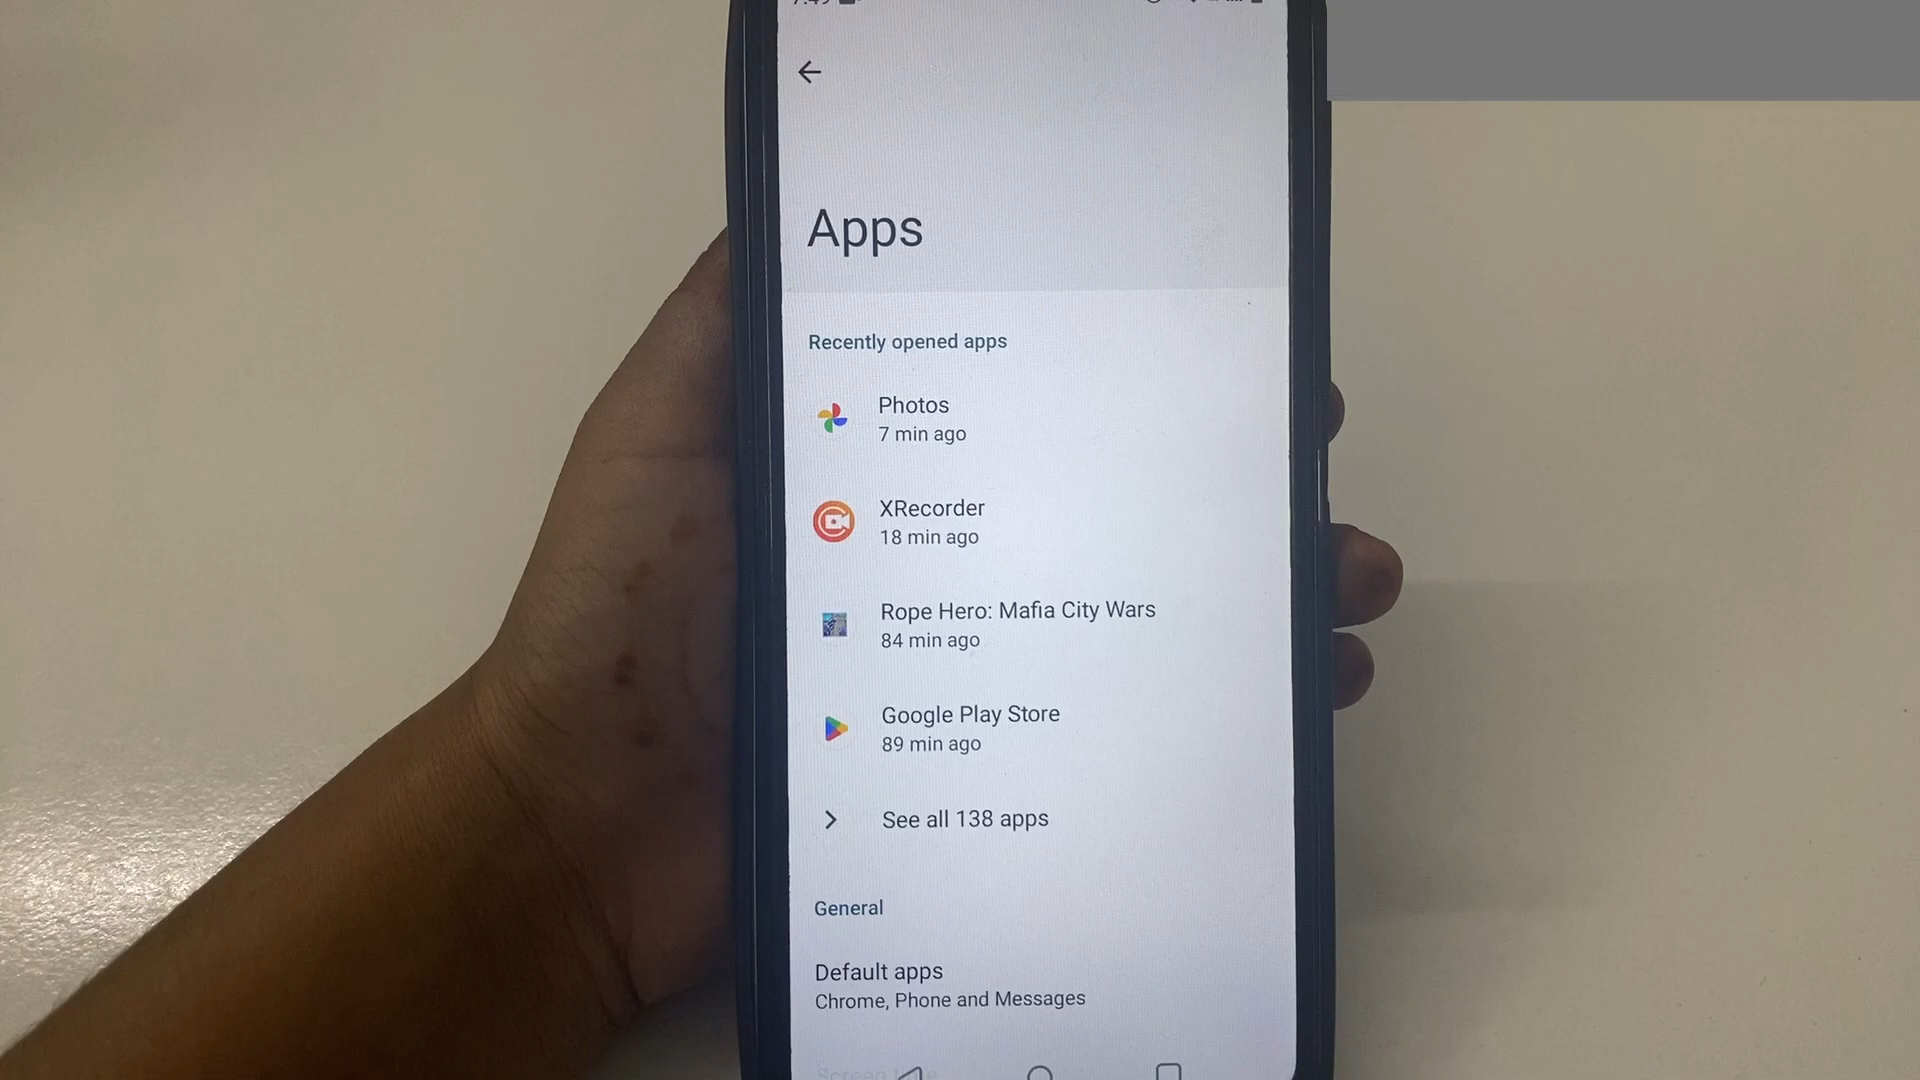 Apps
Recently opened apps
Photos
7 min ago
XRecorder
18 min ago
Rope Hero: Mafia City Wars
84 min ago
Google Play Store
89 min ago
See all 138 apps
General
Default apps
Chrome, Phone and Messages